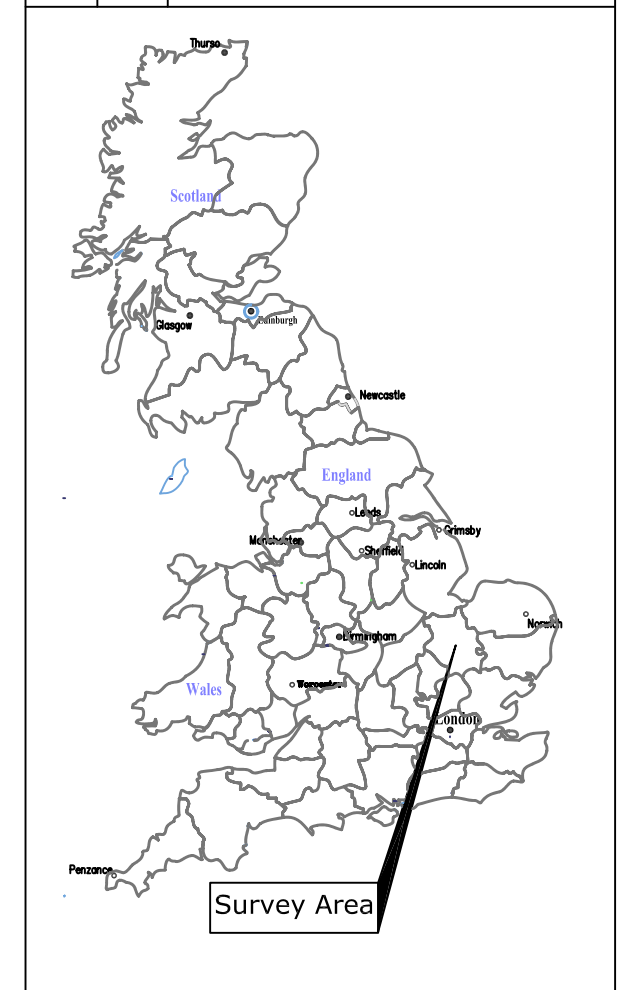 Thurso
Scotland
Edinburgh
Glasgow
Newcastle
England
Leeds
Grimsby
Manchester
Sheffield
Lincoln
Norwich
Birmingham
Worcester
Wales
London
Penzance
Survey Area